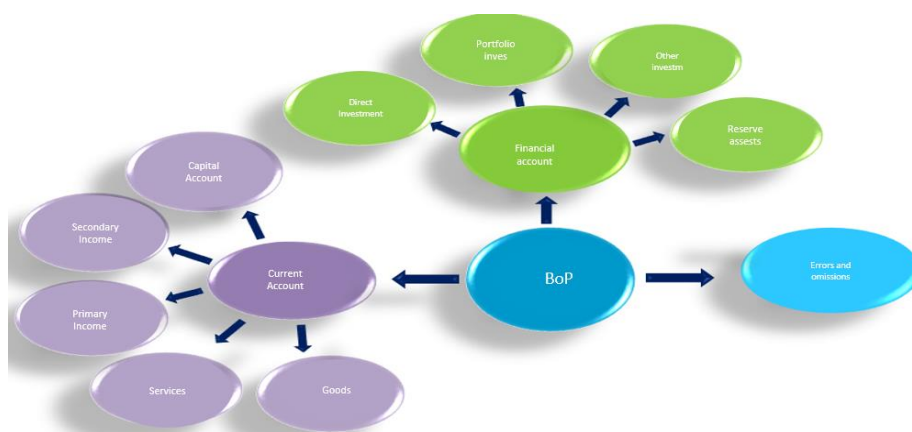 Portfolio
inves
Other
investm
Direct
Investment
Reserve
assests
Financial
account
Capital
Account
Secondary
Income
Current
Account
BoP
Errors and
omissions
Primary
Income
Services
Goods